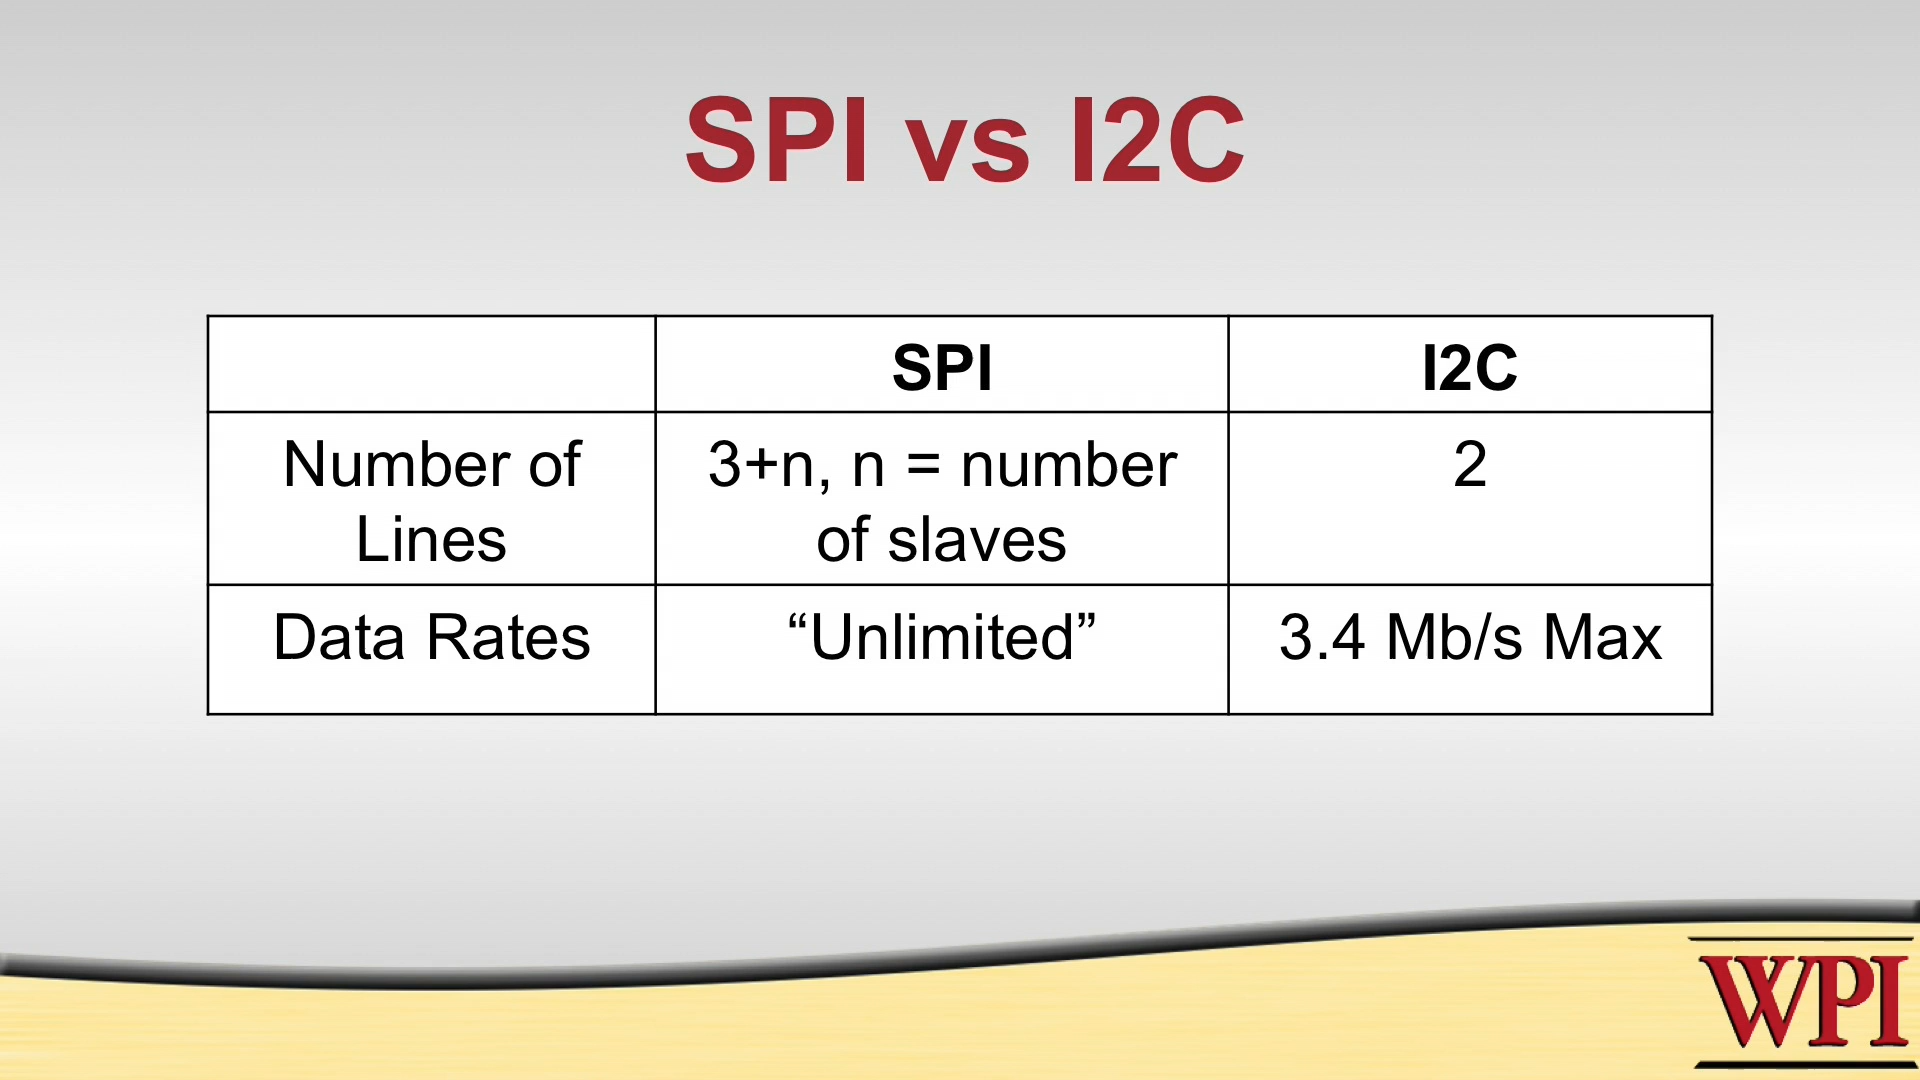 SPI vs I2C
SPI
I2C
Number of
Lines
3+n, n = number
of slaves
2
Data Rates
“Unlimited”
3.4 Mb/s Max
WPI